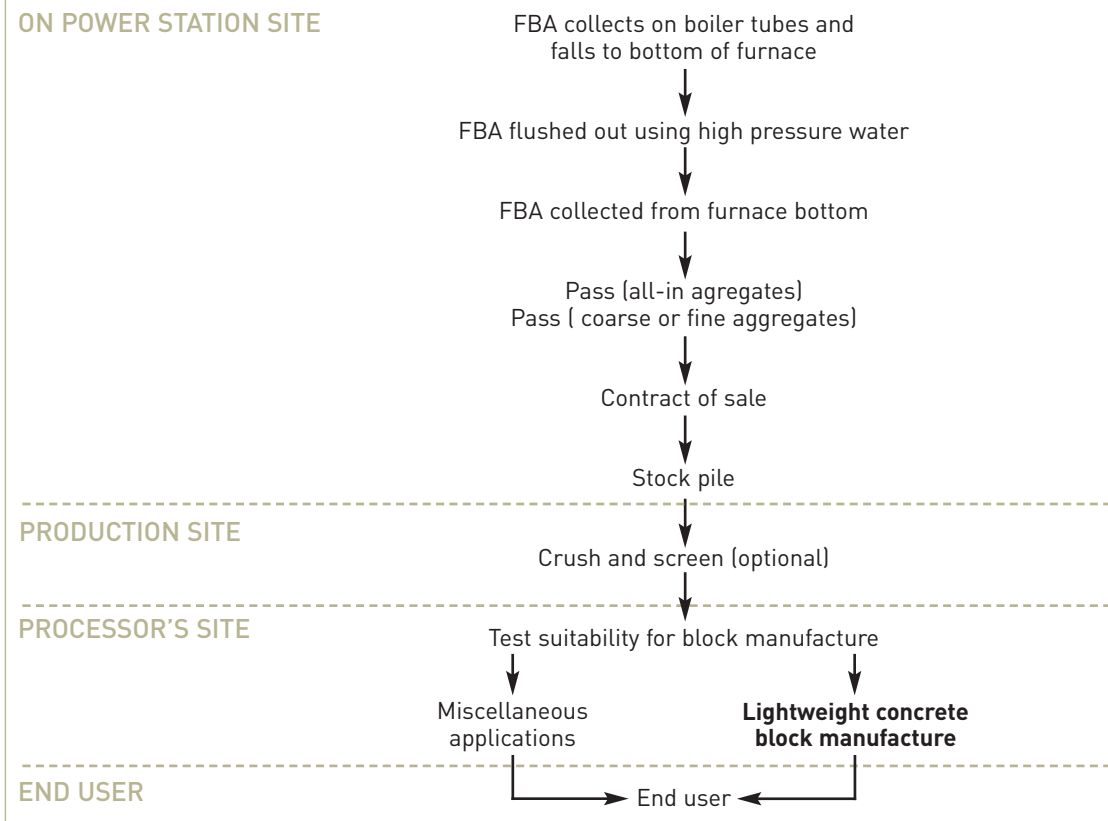 ON POWER STATION SITE
FBA collects on boiler tubes and
falls to bottom of furnace
FBA flushed out using high pressure water
FBA collected from furnace bottom
Pass (all-in agregates)
Pass ( coarse or fine aggregates)
Contract of sale
Stock pile
PRODUCTION SITE
Crush and screen (optional)
PROCESSOR'S SITE
Test suitability for block manufacture
Miscellaneous
applications
Lightweight concrete
block manufacture
END USER
End user